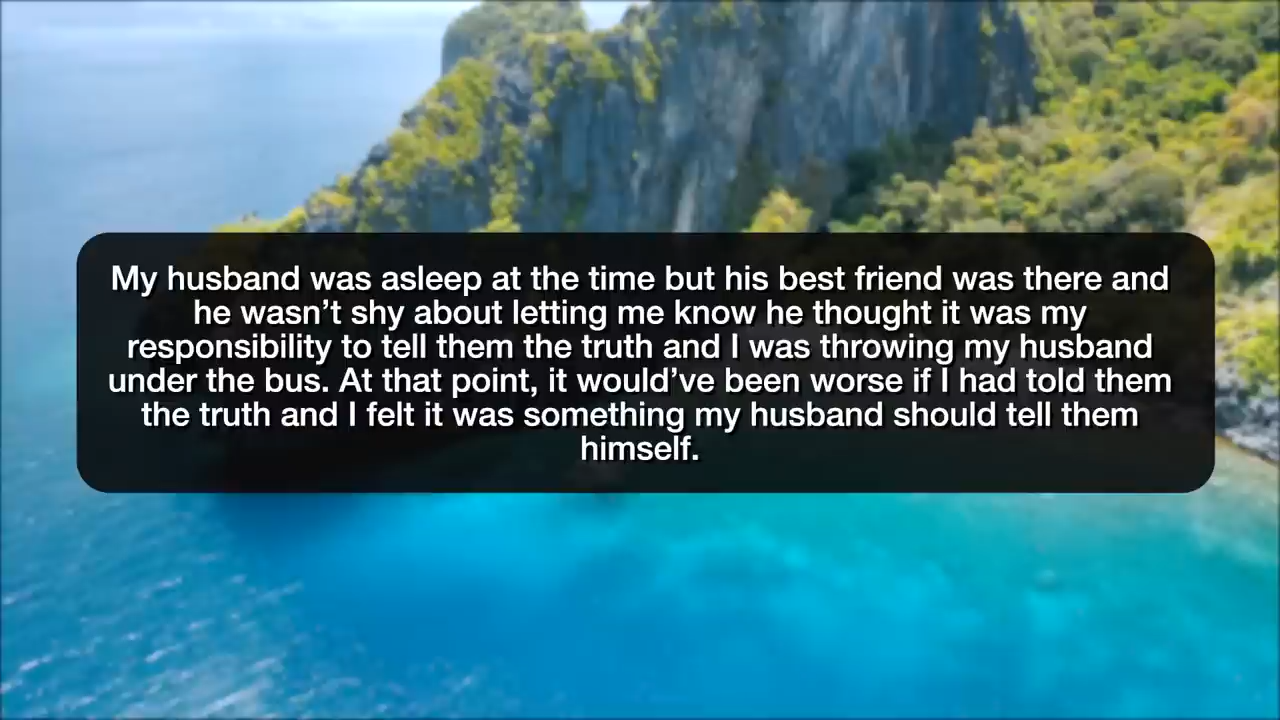 My husband was asleep at the time but his best friend was there and
he wasn’t shy about letting me know he thought it was my
responsibility to tell them the truth and I was throwing my husband
under the bus. At that point, it would’ve been worse if I had told them
the truth and I felt it was something my husband should tell them
himself.